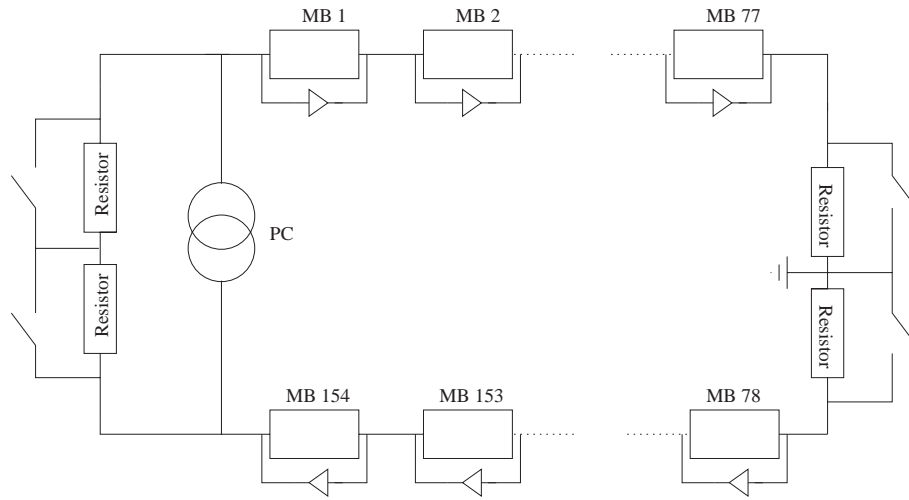 MB 1
MB 2
MB 77
Resistor
Resistor
PC
Resistor
Resistor
MB 154
MB 153
MB 78